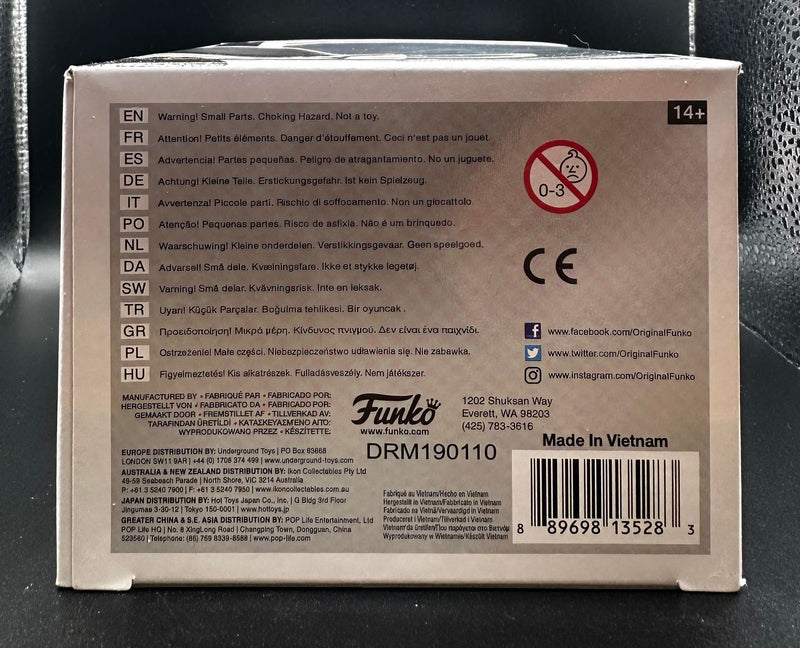 14+
EN Warning! Small Parts. Choking Hazard. Not a toy.
FR Attention! Petits éléments. Danger d'étouffement. Ceci n'est pas un jouet.
ES Advertencia! Partes pequeñas. Peligro de atragantamiento. No un juguete.
DE Achtung! Kleine Teile. Erstickungsgefahr. Ist kein Spielzeug.
IT Avvertenza! Piccole parti. Rischio di soffocamento. Non un giocattolo.
PO Atenção! Pequenas partes. Risco de asfixia. Não é um brinquedo.
NL Waarschuwing! Kleine onderdelen. Verstikkingsgevaar. Geen speelgoed.
DA Advarsel! Små dele. Kvælningsfare. Ikke et stykke legetøj.
SW Varning! Små delar. Kvävningsrisk. Inte en leksak.
TR Uyarı! Küçük Parçalar. Boğulma tehlikesi. Bir oyuncak .
GR Προειδοποίηση! Μικρά μέρη. Κίνδυνος πνιγμού. Δεν είναι ένα παιχνίδι.
PL Ostrzeżenie! Małe części. Niebezpieczeństwo udławienia się. Nie zabawka.
HU Figyelmeztetés! Kis alkatrészek. Fulladásveszély. Nem játékszer.
0-3
CE
www.facebook.com/OriginalFunko
www.twitter.com/OriginalFunko
www.instagram.com/OriginalFunko
MANUFACTURED BY • FABRIQUÉ PAR • FABRICADO POR:
HERGESTELLT VON • FABBRICATO DA • FABRICADO POR:
GEMAAKT DOOR • FREMSTILLET AF • TILLVERKAD AV:
TARAFINDAN ÜRETİLDİ • ΚΑΤΑΣΚΕΥΑΣΜΕΝΟ ΑΠΌ:
WYPRODUKOWANO PRZEZ • KÉSZÍTETTE:
Funko
www.funko.com
1202 Shuksan Way
Everett, WA 98203
(425) 783-3616
DRM190110
EUROPE DISTRIBUTION BY: Underground Toys | PO Box 63668
LONDON SW11 9AR | +44 (0) 1708 374 499 | www.underground-toys.com
AUSTRALIA & NEW ZEALAND DISTRIBUTION BY: Ikon Collectables Pty Ltd
49-59 Seabeach Parade | North Shore, VIC 3214 Australia
P: +61 3 5240 7900 | F: +61 3 5240 7950 | www.ikoncollectables.com.au
JAPAN DISTRIBUTION BY: Hot Toys Japan Co., Inc. | G Bldg 3rd Floor
Jingumae 3-30-12 | Tokyo 150-0001 | www.hottoys.jp
GREATER CHINA & S.E. ASIA DISTRIBUTION BY: POP Life Entertainment, Ltd
POP Life HQ | No. 8 XingLong Road | Changping Town, Dongguan, China
523560 | Telephone: (86) 769 8339-8588 | www.pop-life.com
Fabriqué au Vietnam/Hecho en Vietnam
Hergestellt in Vietnam/Fabbricato in Vietnam
Fabricado na Vietnã/Vervaardigd in Vietnam
Produceret i Vietnam/Tillverkad i Vietnam
Vietnam'da üretilen/Που παράγεται στο Βιετνάμ
Wyprodukowany w Wietnamie/Készült Vietnam
Made In Vietnam
8 89698 13528 3